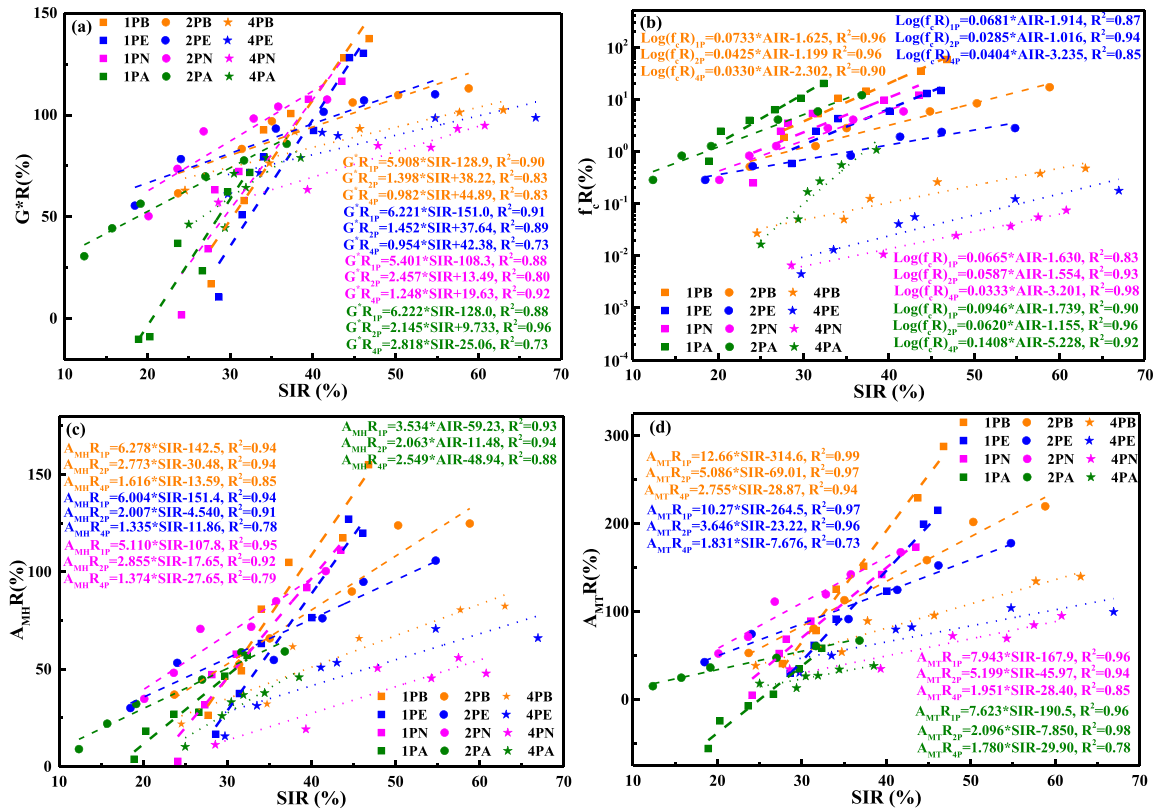 (a)
1PB 2PB 4PB
1PE 2PE 4PE
1PN 2PN 4PN
1PA 2PA 4PA
G*R(%)
150
100
50
0
G*R1P=5.908*SIR-128.9, R²=0.90
G*R2P=1.398*SIR+38.22, R²=0.83
G*R4P=0.982*SIR+44.89, R²=0.83
G*R1P=6.221*SIR-151.0, R²=0.91
G*R2P=1.452*SIR+37.64, R²=0.89
G*R4P=0.954*SIR+42.38, R²=0.73
G*R1P=5.401*SIR-108.3, R²=0.88
G*R2P=2.457*SIR+13.49, R²=0.80
G*R4P=1.248*SIR+19.63, R²=0.92
G*R1P=6.222*SIR-128.0, R²=0.88
G*R2P=2.145*SIR+9.733, R²=0.96
G*R4P=2.818*SIR-25.06, R²=0.73
10 20 30 40 50 60 70
SIR (%)
(b)
Log(fcR)1P=0.0681*AIR-1.914, R²=0.87
Log(fcR)2P=0.0285*AIR-1.016, R²=0.94
Log(fcR)4P=0.0404*AIR-3.235, R²=0.85
Log(fcR)1P=0.0733*AIR-1.625, R²=0.96
Log(fcR)2P=0.0425*AIR-1.199 R²=0.96
Log(fcR)4P=0.0330*AIR-2.302, R²=0.90
fcR(%)
10²
10¹
10⁰
10⁻¹
10⁻²
10⁻³
10⁻⁴
Log(fcR)1P=0.0665*AIR-1.630, R²=0.83
Log(fcR)2P=0.0587*AIR-1.554, R²=0.93
Log(fcR)4P=0.0333*AIR-3.201, R²=0.98
Log(fcR)1P=0.0946*AIR-1.739, R²=0.90
Log(fcR)2P=0.0620*AIR-1.155, R²=0.96
Log(fcR)4P=0.1408*AIR-5.228, R²=0.92
1PB 2PB 4PB
1PE 2PE 4PE
1PN 2PN 4PN
1PA 2PA 4PA
10 20 30 40 50 60 70
SIR (%)
(c)
AMHR1P=3.534*AIR-59.23, R²=0.93
AMHR2P=2.063*AIR-11.48, R²=0.94
AMHR4P=2.549*AIR-48.94, R²=0.88
AMHR1P=6.278*SIR-142.5, R²=0.94
AMHR2P=2.773*SIR-30.48, R²=0.94
AMHR4P=1.616*SIR-13.59, R²=0.85
AMHR1P=6.004*SIR-151.4, R²=0.94
AMHR2P=2.007*SIR-4.540, R²=0.91
AMHR4P=1.335*SIR-11.86, R²=0.78
AMHR1P=5.110*SIR-107.8, R²=0.95
AMHR2P=2.855*SIR-17.65, R²=0.92
AMHR4P=1.374*SIR-27.65, R²=0.79
AMHR(%)
150
100
50
0
1PB 2PB 4PB
1PE 2PE 4PE
1PN 2PN 4PN
1PA 2PA 4PA
10 20 30 40 50 60 70
SIR (%)
(d)
1PB 2PB 4PB
1PE 2PE 4PE
1PN 2PN 4PN
1PA 2PA 4PA
AMTR1P=12.66*SIR-314.6, R²=0.99
AMTR2P=5.086*SIR-69.01, R²=0.97
AMTR4P=2.755*SIR-28.87, R²=0.94
AMTR1P=10.27*SIR-264.5, R²=0.97
AMTR2P=3.646*SIR-23.22, R²=0.96
AMTR4P=1.831*SIR-7.676, R²=0.73
AMTR(%)
300
200
100
0
AMTR1P=7.943*SIR-167.9, R²=0.96
AMTR2P=5.199*SIR-45.97, R²=0.94
AMTR4P=1.951*SIR-28.40, R²=0.85
AMTR1P=7.623*SIR-190.5, R²=0.96
AMTR2P=2.096*SIR-7.850, R²=0.98
AMTR4P=1.780*SIR-29.90, R²=0.78
10 20 30 40 50 60 70
SIR (%)